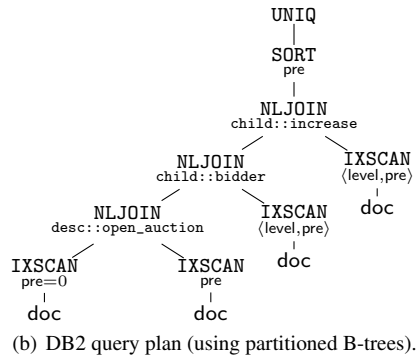 UNIQ
SORT
pre
NLJOIN
child::increase
NLJOIN
child::bidder
IXSCAN
⟨level,pre⟩
doc
NLJOIN
desc::open_auction
IXSCAN
⟨level,pre⟩
doc
IXSCAN
pre=0
doc
IXSCAN
pre
doc
(b) DB2 query plan (using partitioned B-trees).